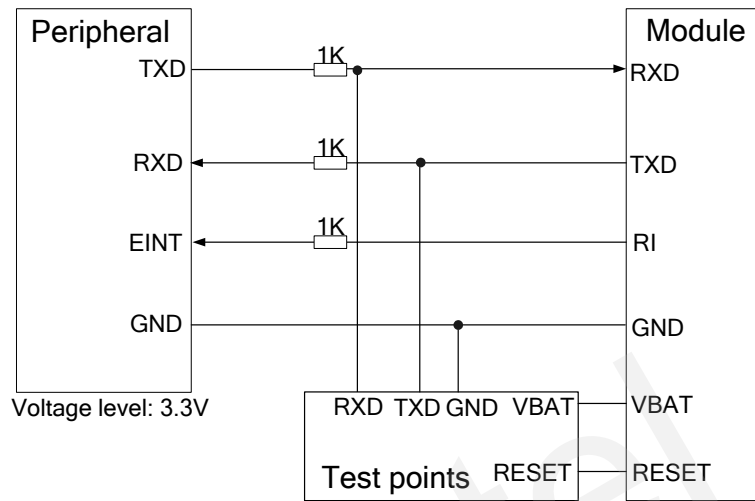 Peripheral Module
TXD 1K RXD
RXD 1K TXD
EINT 1K RI
GND GND
Voltage level: 3.3V RXD TXD GND VBAT VBAT
Test points RESET RESET